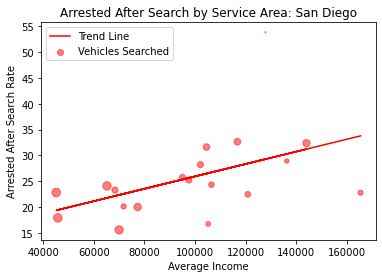 Arrested After Search by Service Area: San Diego
Trend Line
Vehicles Searched
Arrested After Search Rate
55
50
45
40
35
30
25
20
15
40000 60000 80000 100000 120000 140000 160000
Average Income